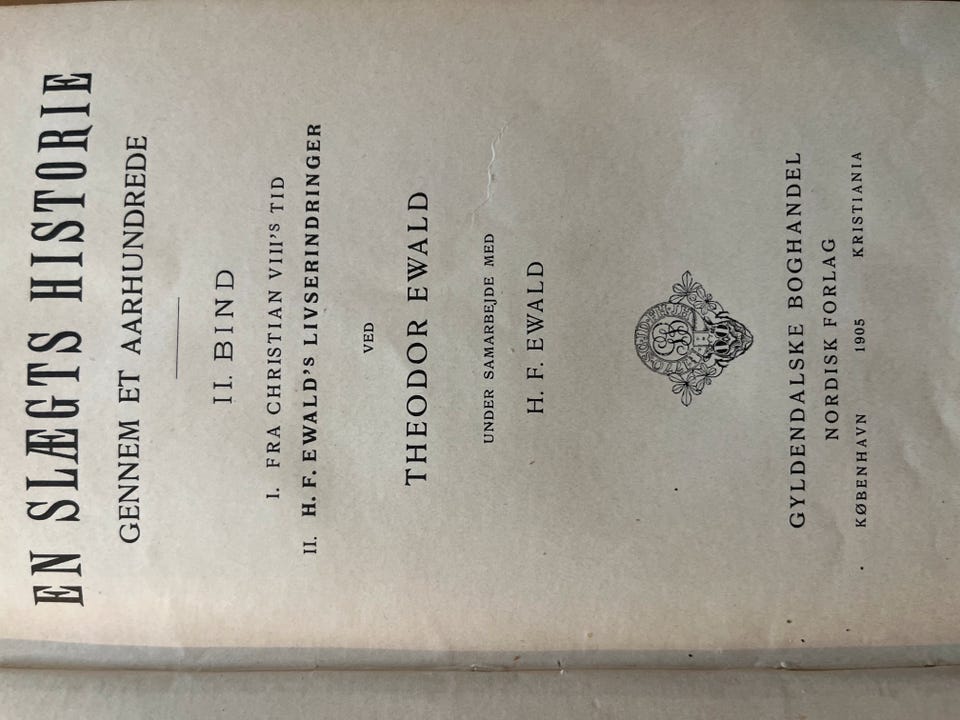 EN SLÆGTS HISTORIE
GENNEM ET AARHUNDREDE
II. BIND
I. FRA CHRISTIAN VIII'S TID
II. H. F. EWALD'S LIVSERINDRINGER
VED
THEODOR EWALD
UNDER SAMARBEJDE MED
H. F. EWALD
GYLDENDALSKE BOGHANDEL
NORDISK FORLAG
KØBENHAVN 1905 KRISTIANIA